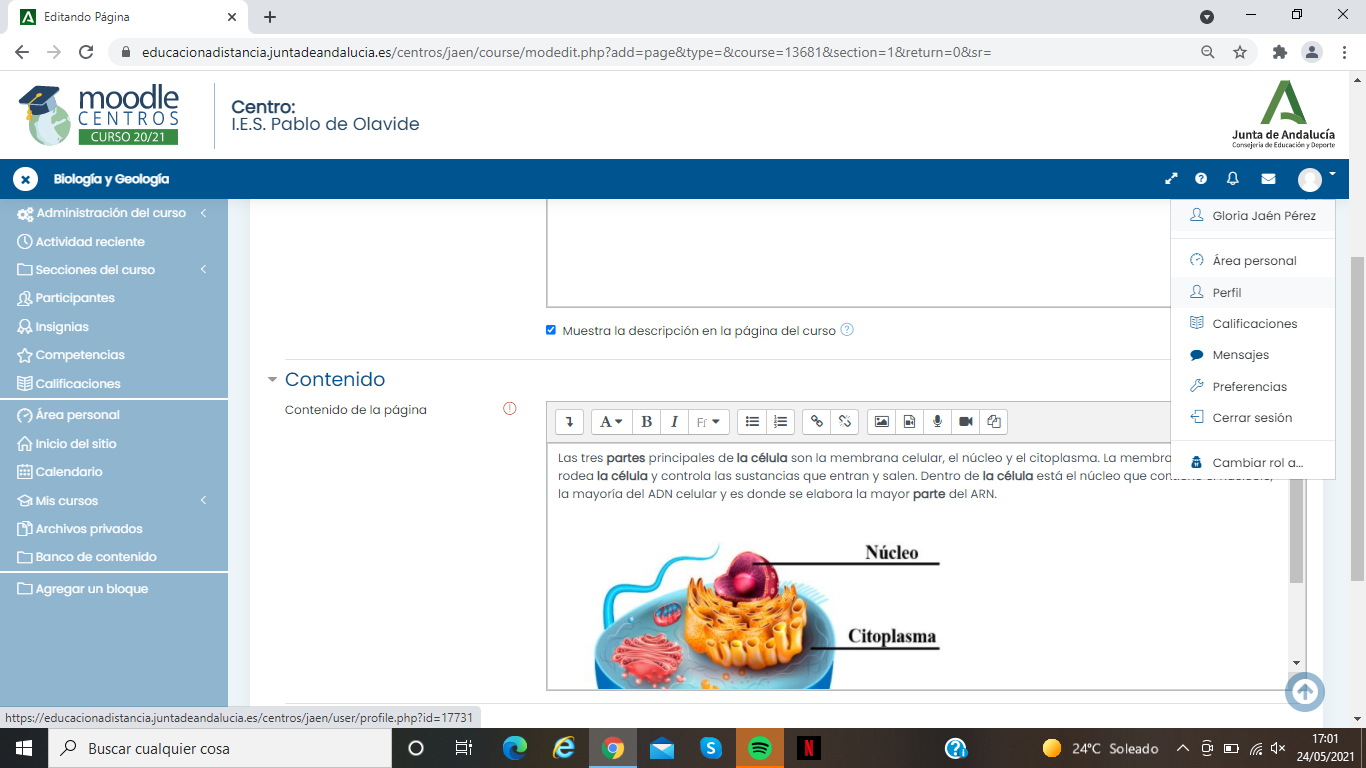 Editando Página
educacionadistancia.juntadeandalucia.es/centros/jaen/course/modedit.php?add=page&type=&course=13681&section=1&return=0&sr=
moodle
CENTROS
CURSO 20/21
Centro:
I.E.S. Pablo de Olavide
Junta de Andalucía
Consejería de Educación y Deporte
Biología y Geología
Administración del curso
Actividad reciente
Secciones del curso
Participantes
Insignias
Competencias
Calificaciones
Área personal
Inicio del sitio
Calendario
Mis cursos
Archivos privados
Banco de contenido
Agregar un bloque
Gloria Jaén Pérez
Área personal
Perfil
Calificaciones
Mensajes
Preferencias
Cerrar sesión
Cambiar rol a...
Muestra la descripción en la página del curso
Contenido
Contenido de la página
A B I Fr
Las tres partes principales de la célula son la membrana celular, el núcleo y el citoplasma. La membra
rodea la célula y controla las sustancias que entran y salen. Dentro de la célula está el núcleo que
la mayoría del ADN celular y es donde se elabora la mayor parte del ARN.
Núcleo
Citoplasma
https://educacionadistancia.juntadeandalucia.es/centros/jaen/user/profile.php?id=17731
Buscar cualquier cosa
24°C Soleado
17:01
24/05/2021